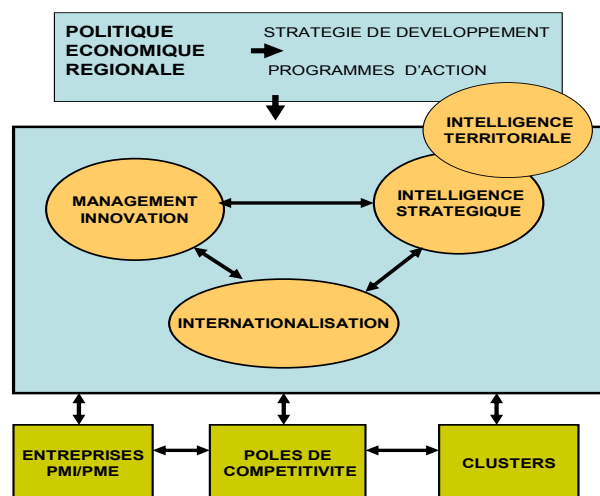 POLITIQUE
ECONOMIQUE
REGIONALE
STRATEGIE DE DEVELOPPEMENT
PROGRAMMES D'ACTION
INTELLIGENCE
TERRITORIALE
MANAGEMENT
INNOVATION
INTELLIGENCE
STRATEGIQUE
INTERNATIONALISATION
ENTREPRISES
PMI/PME
POLES DE
COMPETITIVITE
CLUSTERS